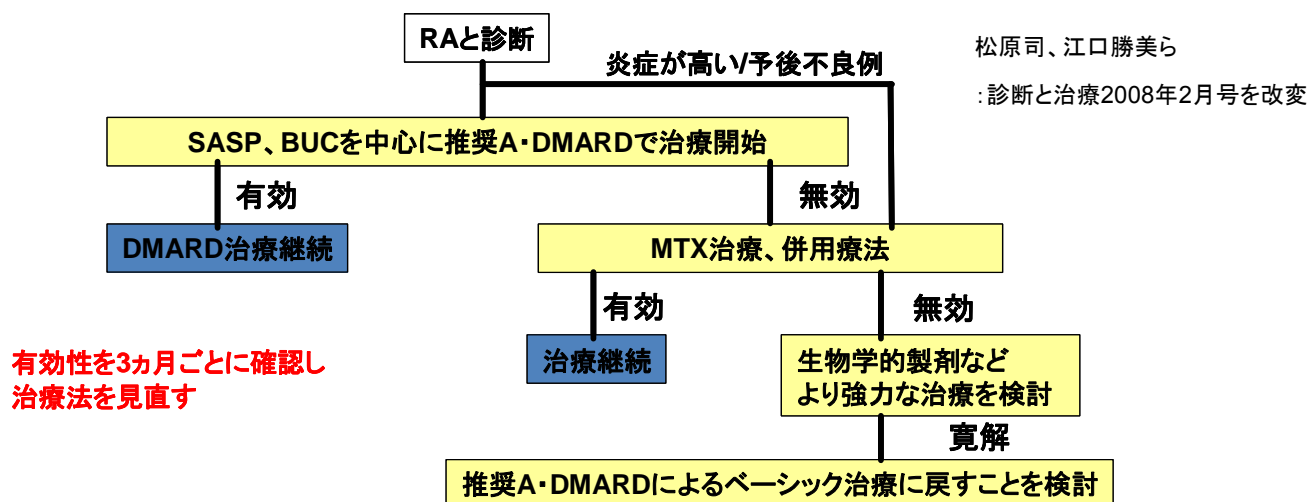 RAと診断
松原司、江口勝美ら
炎症が高い/予後不良例
:診断と治療2008年2月号を改変
SASP、BUCを中心に推奨A・DMARDで治療開始
有効
無効
DMARD治療継続
MTX治療、併用療法
有効
無効
有効性を3ヵ月ごとに確認し
治療法を見直す
治療継続
生物学的製剤など
より強力な治療を検討
寛解
推奨A・DMARDによるベーシック治療に戻すことを検討